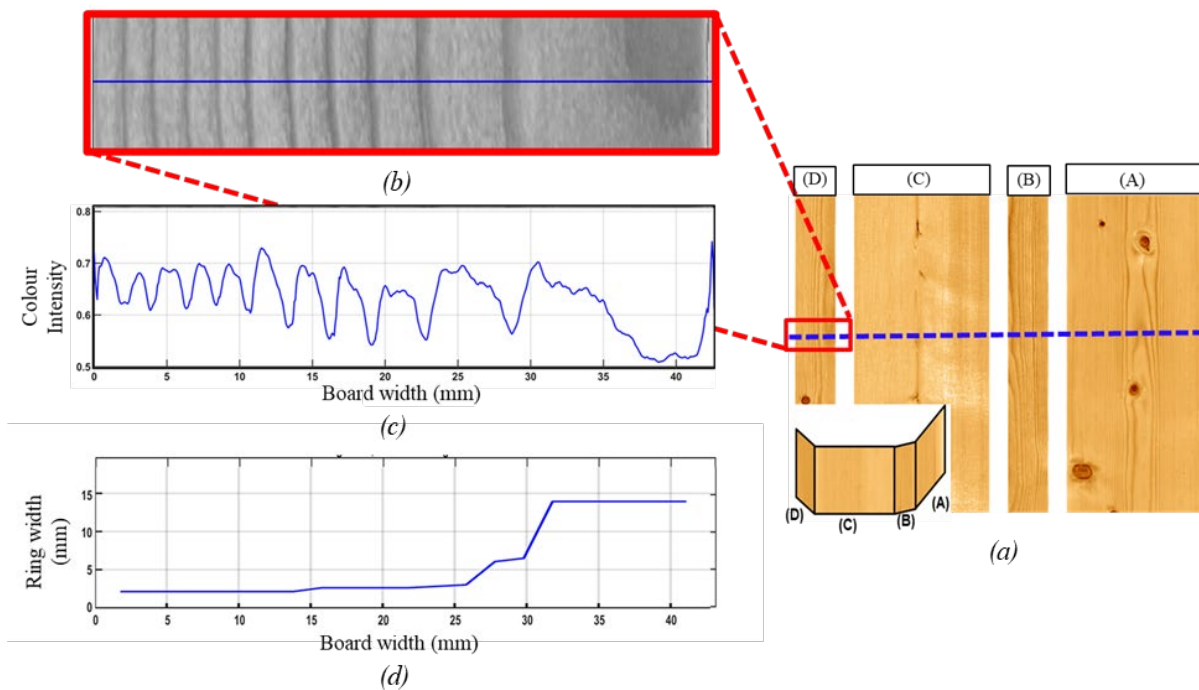 (b)
(D)
(C)
(B)
(A)
Colour
Intensity
0.8
0.7
0.6
0.5
0 5 10 15 20 25 30 35 40
Board width (mm)
(c)
Ring width
(mm)
15
10
5
0
0 5 10 15 20 25 30 35 40
Board width (mm)
(d)
(D)
(C)
(B)
(A)
(a)